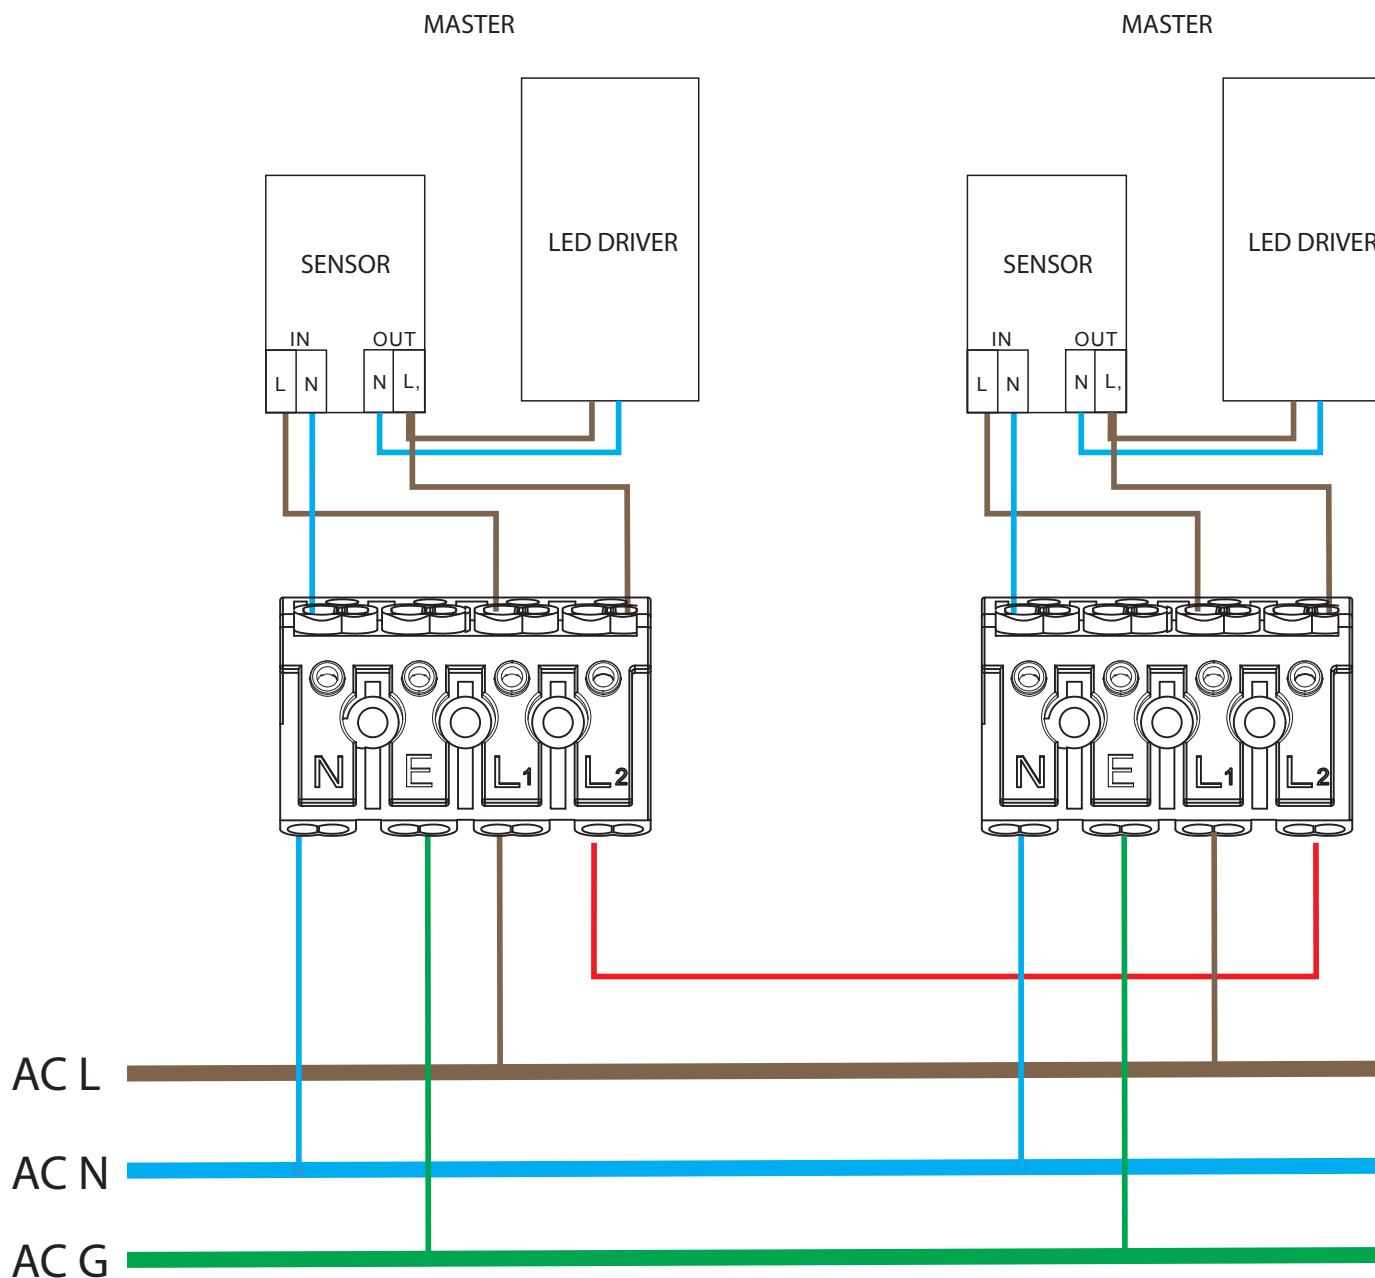 MASTER MASTER
LED DRIVER LED DRIVER
SENSOR SENSOR
IN OUT IN OUT
L N N L, L N N L,
N E L1 L2 N E L1 L2
AC L
AC N
AC G